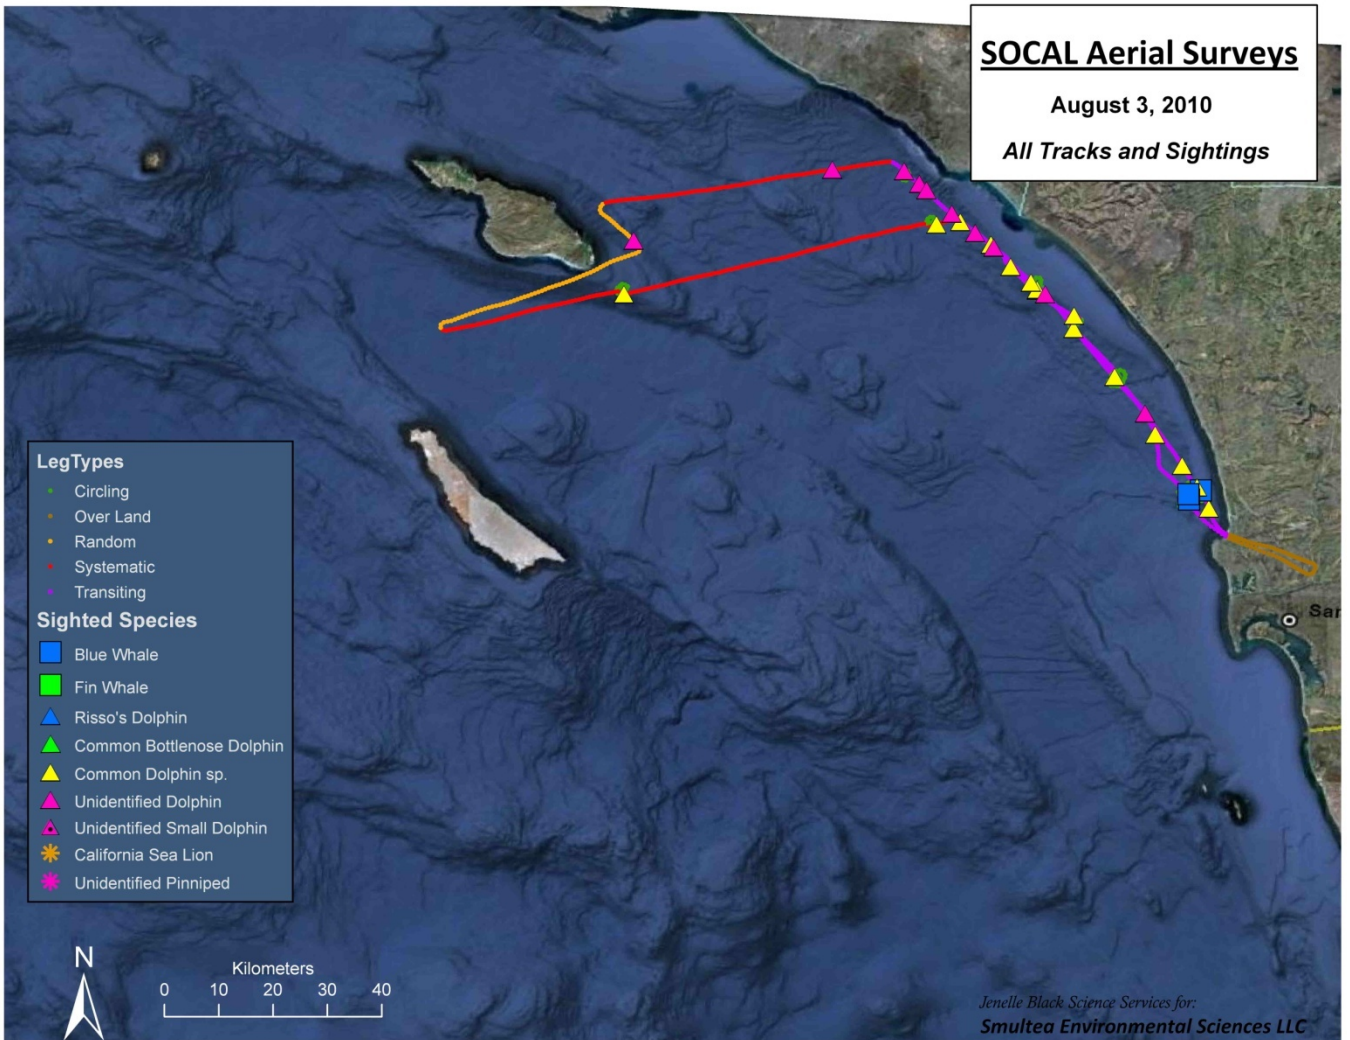 SOCAL Aerial Surveys
August 3, 2010
All Tracks and Sightings
LegTypes
Circling
Over Land
Random
Systematic
Transiting
Sighted Species
Blue Whale
Fin Whale
Risso's Dolphin
Common Bottlenose Dolphin
Common Dolphin sp.
Unidentified Dolphin
Unidentified Small Dolphin
California Sea Lion
Unidentified Pinniped
San
N
Kilometers
0 10 20 30 40
Jenelle Black Science Services for:
Smultea Environmental Sciences LLC